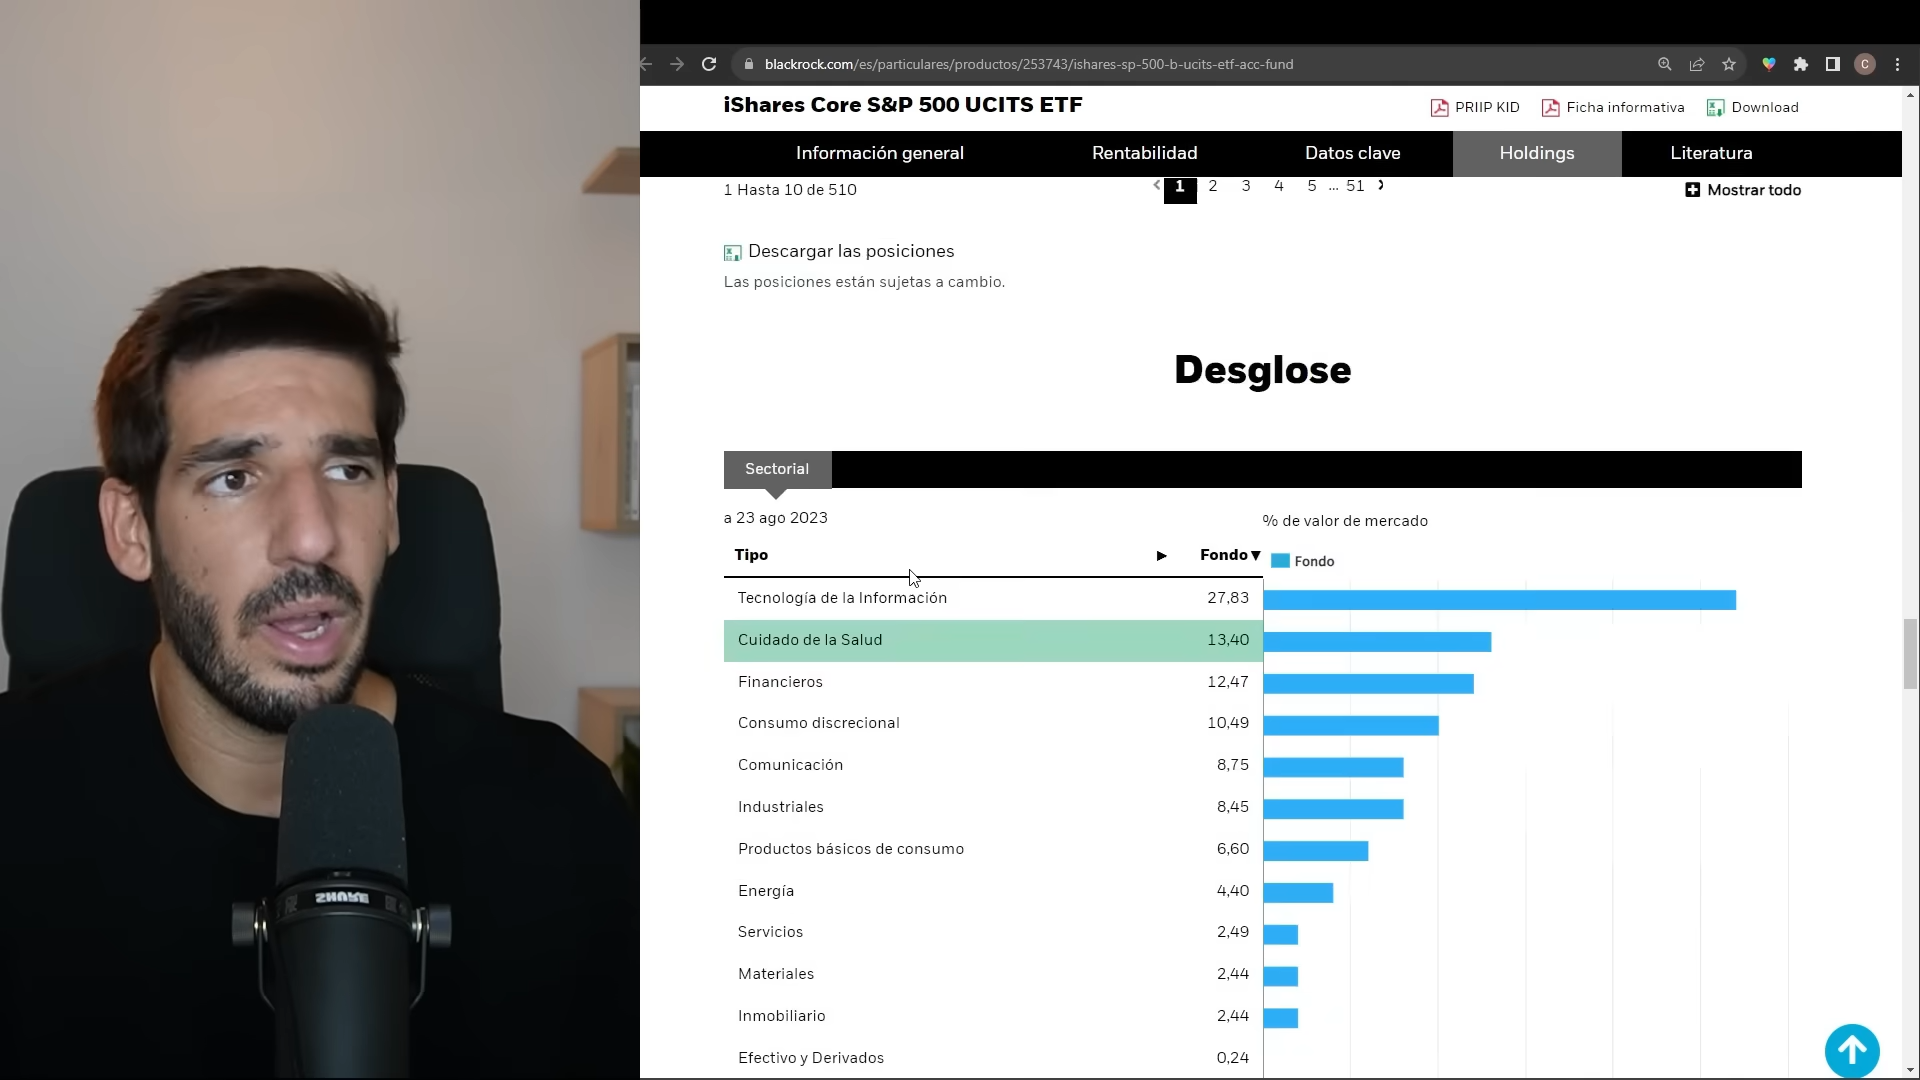 blackrock.com/es/particulares/productos/253743/ishares-sp-500-b-ucits-etf-acc-fund
C
iShares Core S&P 500 UCITS ETF
PRIIP KID
Ficha informativa
Download
Información general
Rentabilidad
Datos clave
Holdings
Literatura
1 Hasta 10 de 510
1 2 3 4 5 ... 51
Mostrar todo
Descargar las posiciones
Las posiciones están sujetas a cambio.
Desglose
Sectorial
a 23 ago 2023
% de valor de mercado
Tipo Fondo
Fondo
Tecnología de la Información 27,83
Cuidado de la Salud 13,40
Financieros 12,47
Consumo discrecional 10,49
Comunicación 8,75
Industriales 8,45
Productos básicos de consumo 6,60
Energía 4,40
Servicios 2,49
Materiales 2,44
Inmobiliario 2,44
Efectivo y Derivados 0,24
SHURE